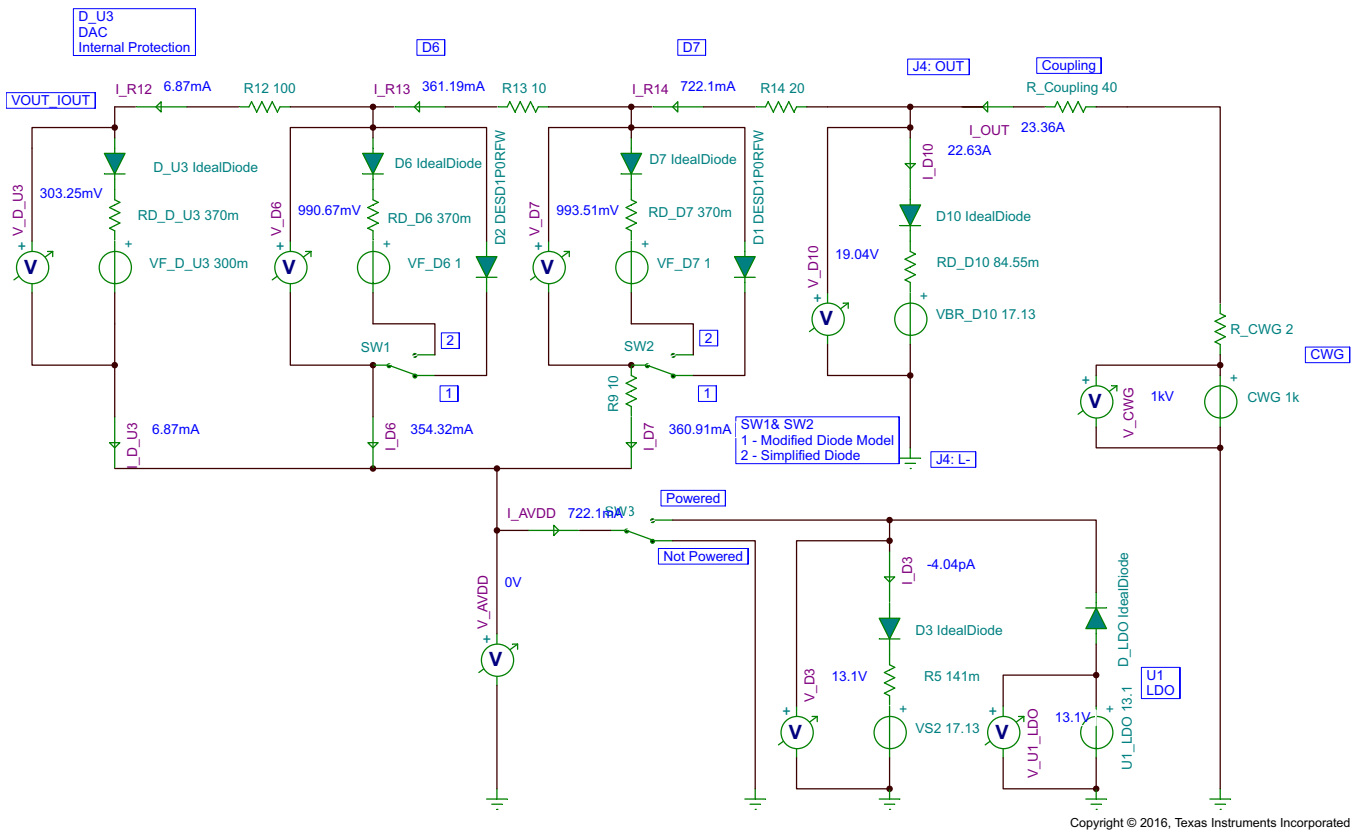 D_U3
DAC
Internal Protection
D6
D7
J4: OUT
Coupling
VOUT_IOUT
I_R12
6.87mA
R12 100
I_R13
361.19mA
R13 10
I_R14
722.1mA
R14 20
R_Coupling 40
I_OUT
23.36A
D_U3 IdealDiode
303.25mV
V_D_U3
RD_D_U3 370m
+
V
VF_D_U3 300m
+
D6 IdealDiode
V_D6
990.67mV
RD_D6 370m
+
V
VF_D6 1
+
D2 DESD1P0RFW
D7 IdealDiode
V_D7
993.51mV
RD_D7 370m
+
V
VF_D7 1
+
D1 DESD1P0RFW
I_D10
22.63A
D10 IdealDiode
V_D10
19.04V
RD_D10 84.55m
+
V
VBR_D10 17.13
+
R_CWG 2
CWG
V_CWG
1kV
+
V
CWG 1k
+
SW1
2
1
SW2
2
1
R9 10
I_D_U3
6.87mA
I_D6
354.32mA
I_D7
360.91mA
SW1& SW2
1 - Modified Diode Model
2 - Simplified Diode
J4: L-
Powered
I_AVDD
722.1mA
SW3
Not Powered
V_AVDD
0V
+
V
I_D3
-4.04pA
D3 IdealDiode
V_D3
13.1V
R5 141m
+
V
VS2 17.13
+
D_LDO IdealDiode
U1
LDO
V_U1_LDO
13.1V
+
V
U1_LDO 13.1
+
Copyright © 2016, Texas Instruments Incorporated